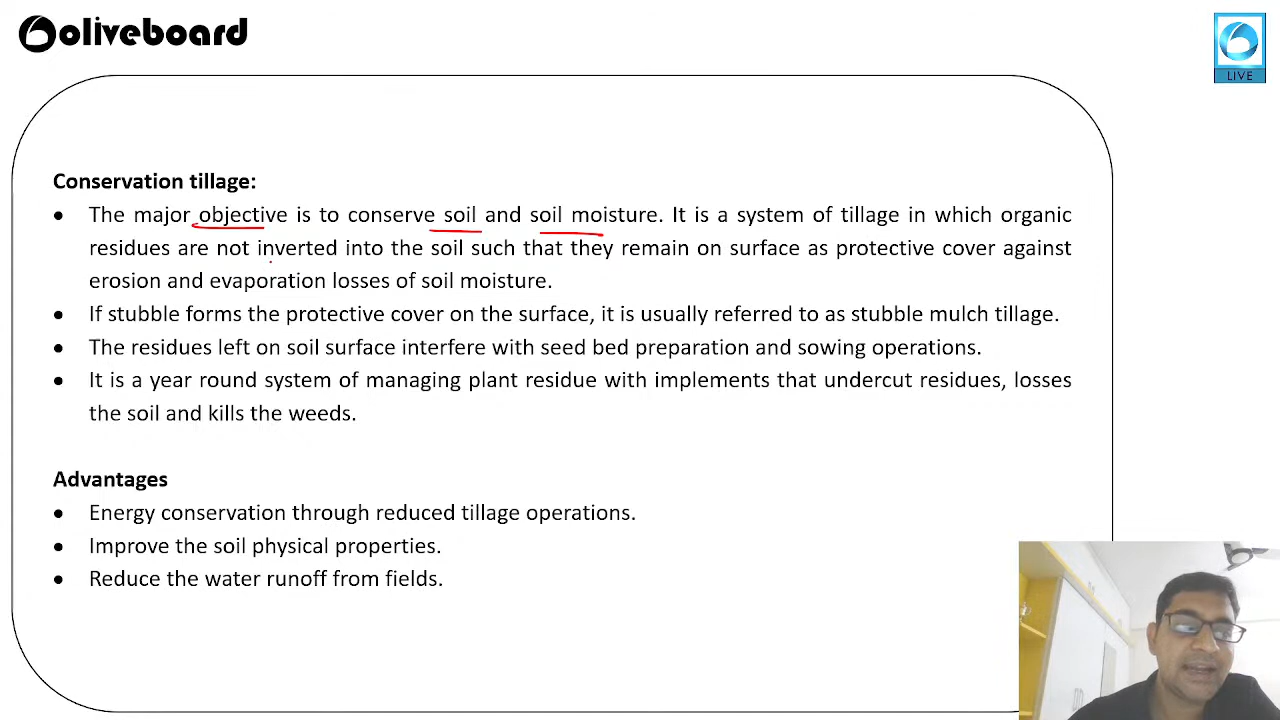 oliveboard
LIVE
Conservation tillage:
• The major objective is to conserve soil and soil moisture. It is a system of tillage in which organic
residues are not inverted into the soil such that they remain on surface as protective cover against
erosion and evaporation losses of soil moisture.
• If stubble forms the protective cover on the surface, it is usually referred to as stubble mulch tillage.
• The residues left on soil surface interfere with seed bed preparation and sowing operations.
• It is a year round system of managing plant residue with implements that undercut residues, losses
the soil and kills the weeds.
Advantages
• Energy conservation through reduced tillage operations.
• Improve the soil physical properties.
• Reduce the water runoff from fields.